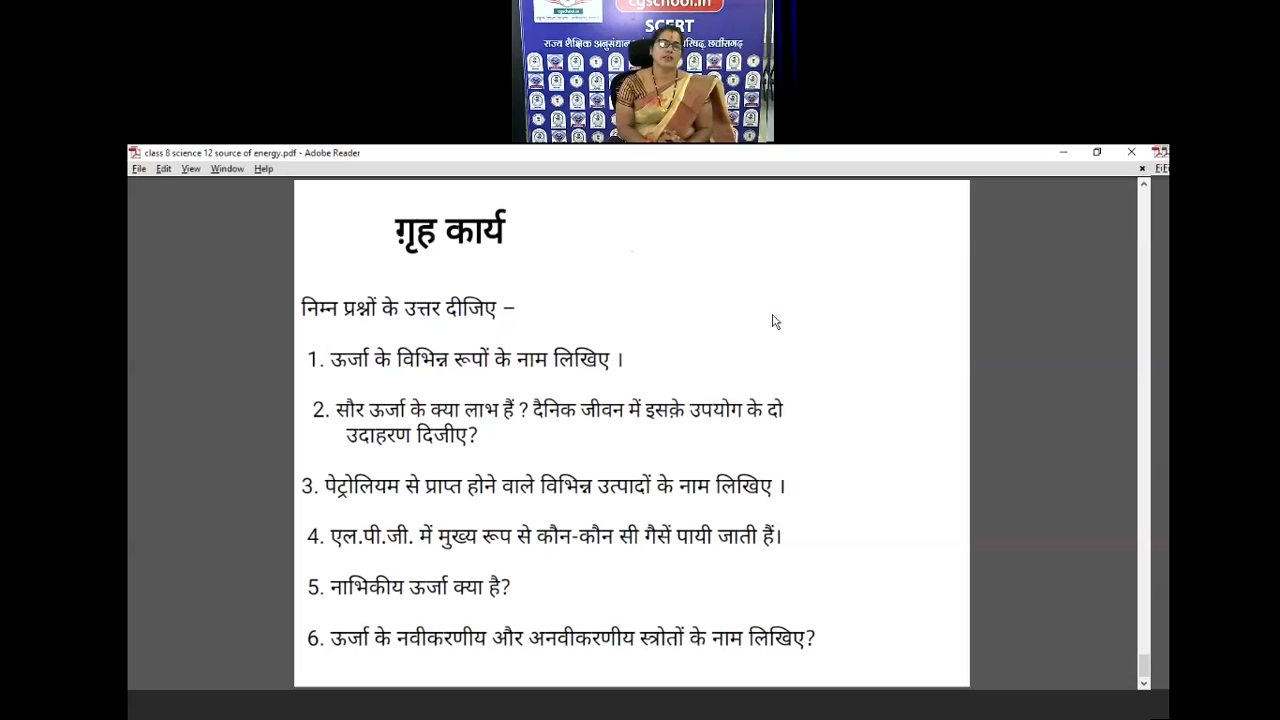 cgschool.in
SCERT
class 8 science 12 source of energy.pdf - Adobe Reader
File Edit View Window Help
ग़ृह कार्य
निम्न प्रश्नों के उत्तर दीजिए –
1. ऊर्जा के विभिन्न रूपों के नाम लिखिए ।
2. सौर ऊर्जा के क्या लाभ हैं ? दैनिक जीवन में इसक़े उपयोग के दो
उदाहरण दिजीए?
3. पेट्रोलियम से प्राप्त होने वाले विभिन्न उत्पादों के नाम लिखिए ।
4. एल.पी.जी. में मुख्य रूप से कौन-कौन सी गैसें पायी जाती हैं।
5. नाभिकीय ऊर्जा क्या है?
6. ऊर्जा के नवीकरणीय और अनवीकरणीय स्त्रोतों के नाम लिखिए?